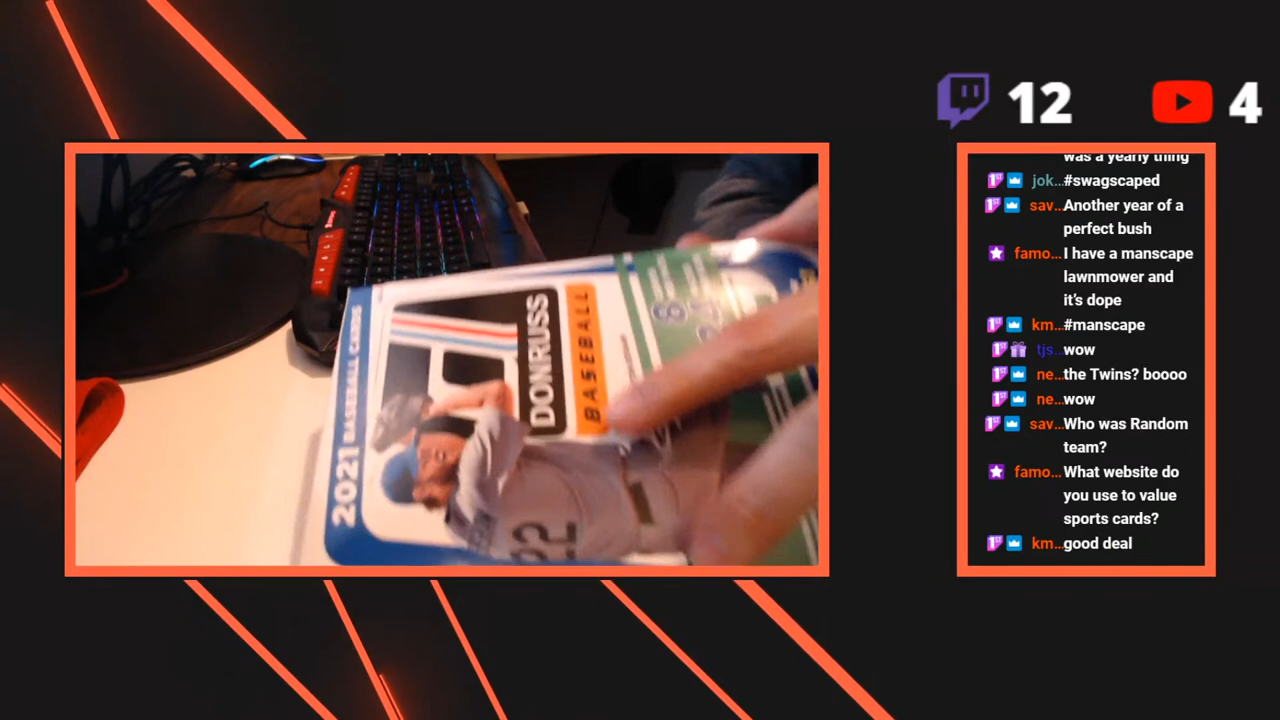 12
4
was a yearly thing
jok... #swagscaped
sav... Another year of a
perfect bush
famo... I have a manscape
lawnmower and
it's dope
km... #manscape
tjs... wow
ne... the Twins? boooo
ne... wow
sav... Who was Random
team?
famo... What website do
you use to value
sports cards?
km... good deal
2021 BASEBALL CARDS
DONRUSS
BASEBALL
22
8